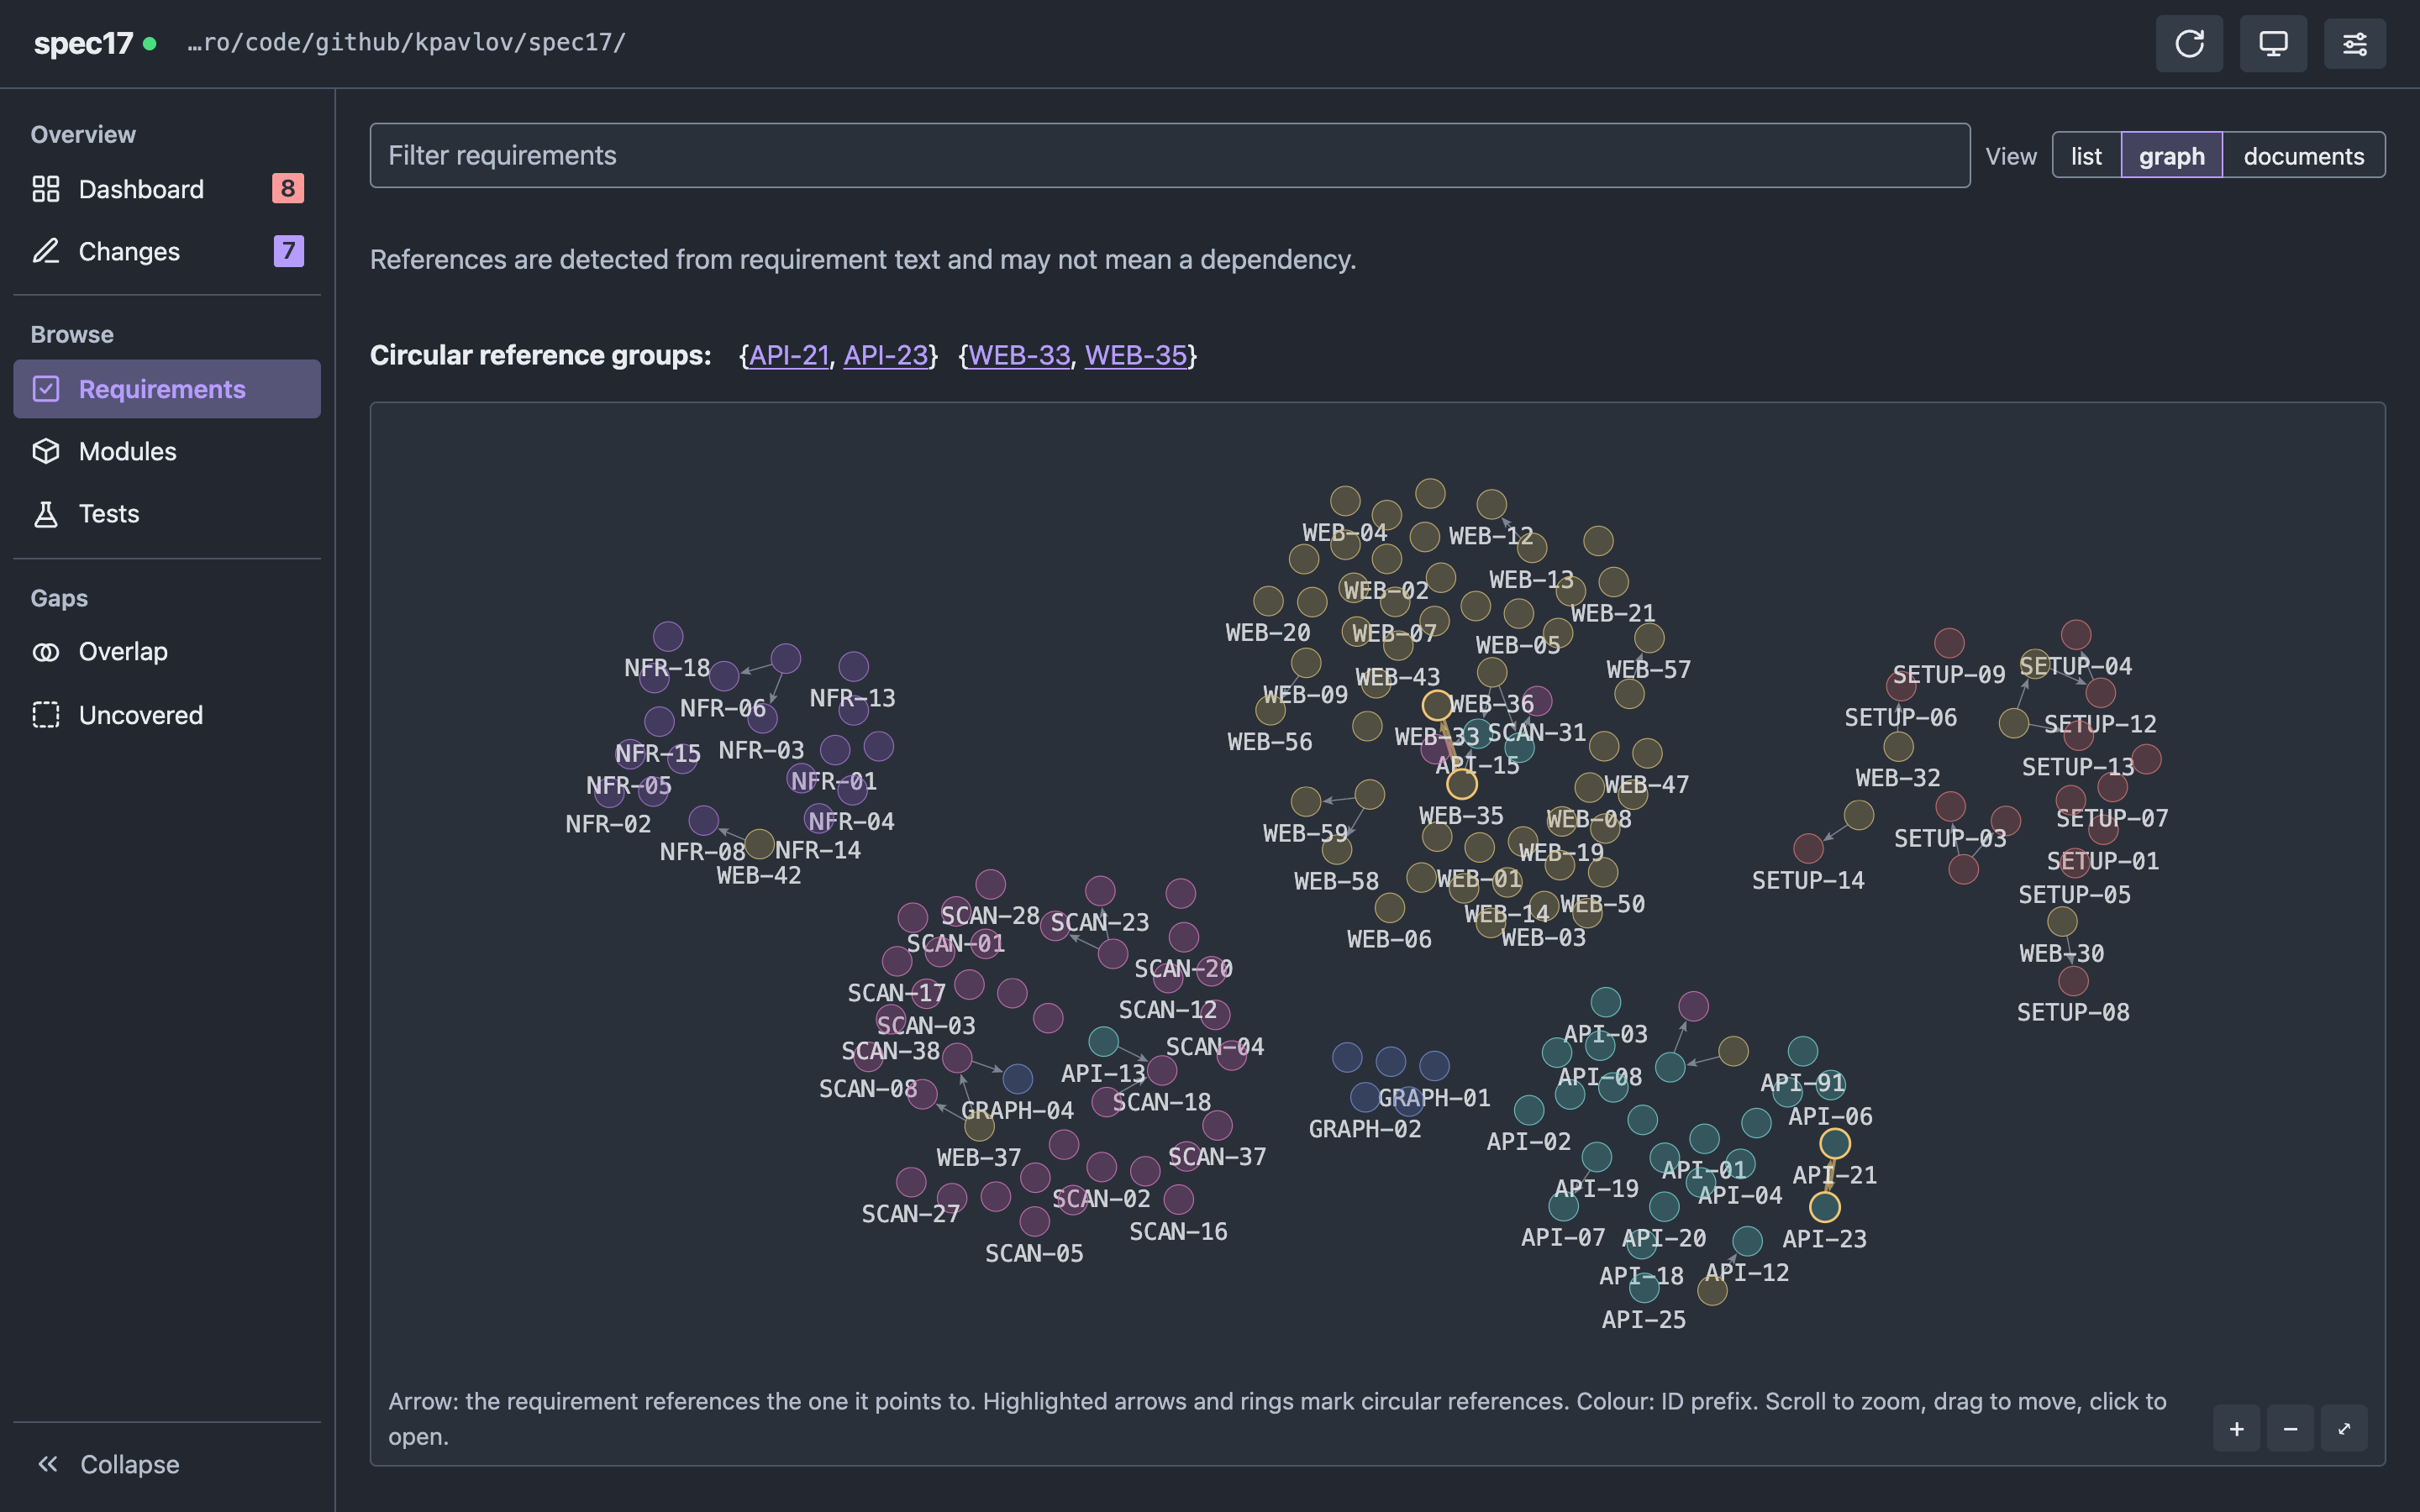 spec17 …ro/code/github/kpavlov/spec17/
Overview
Dashboard 8
Changes 7
Browse
Requirements
Modules
Tests
Gaps
Overlap
Uncovered
Collapse
Filter requirements
View list graph documents
References are detected from requirement text and may not mean a dependency.
Circular reference groups: {API-21, API-23} {WEB-33, WEB-35}
WEB-04
WEB-12
WEB-13
WEB-02
WEB-21
WEB-20
WEB-07
WEB-05
WEB-57
WEB-43
WEB-09
WEB-36
WEB-56
WEB-33
SCAN-31
API-15
WEB-47
WEB-35
WEB-08
WEB-59
WEB-19
WEB-58
WEB-01
WEB-50
WEB-14
WEB-06
WEB-03
NFR-18
NFR-13
NFR-06
NFR-03
NFR-15
NFR-01
NFR-05
NFR-02
NFR-04
NFR-08
NFR-14
WEB-42
SETUP-09
SETUP-04
SETUP-06
SETUP-12
SETUP-13
WEB-32
SETUP-07
SETUP-03
SETUP-01
SETUP-14
SETUP-05
WEB-30
SETUP-08
SCAN-28
SCAN-23
SCAN-01
SCAN-20
SCAN-17
SCAN-12
SCAN-03
SCAN-38
SCAN-04
API-13
SCAN-08
SCAN-18
GRAPH-04
WEB-37
SCAN-37
SCAN-02
SCAN-27
SCAN-16
SCAN-05
GRAPH-01
GRAPH-02
API-03
API-08
API-91
API-06
API-02
API-01
API-21
API-19
API-04
API-07
API-20
API-23
API-18
API-12
API-25
Arrow: the requirement references the one it points to. Highlighted arrows and rings mark circular references. Colour: ID prefix. Scroll to zoom, drag to move, click to
open.